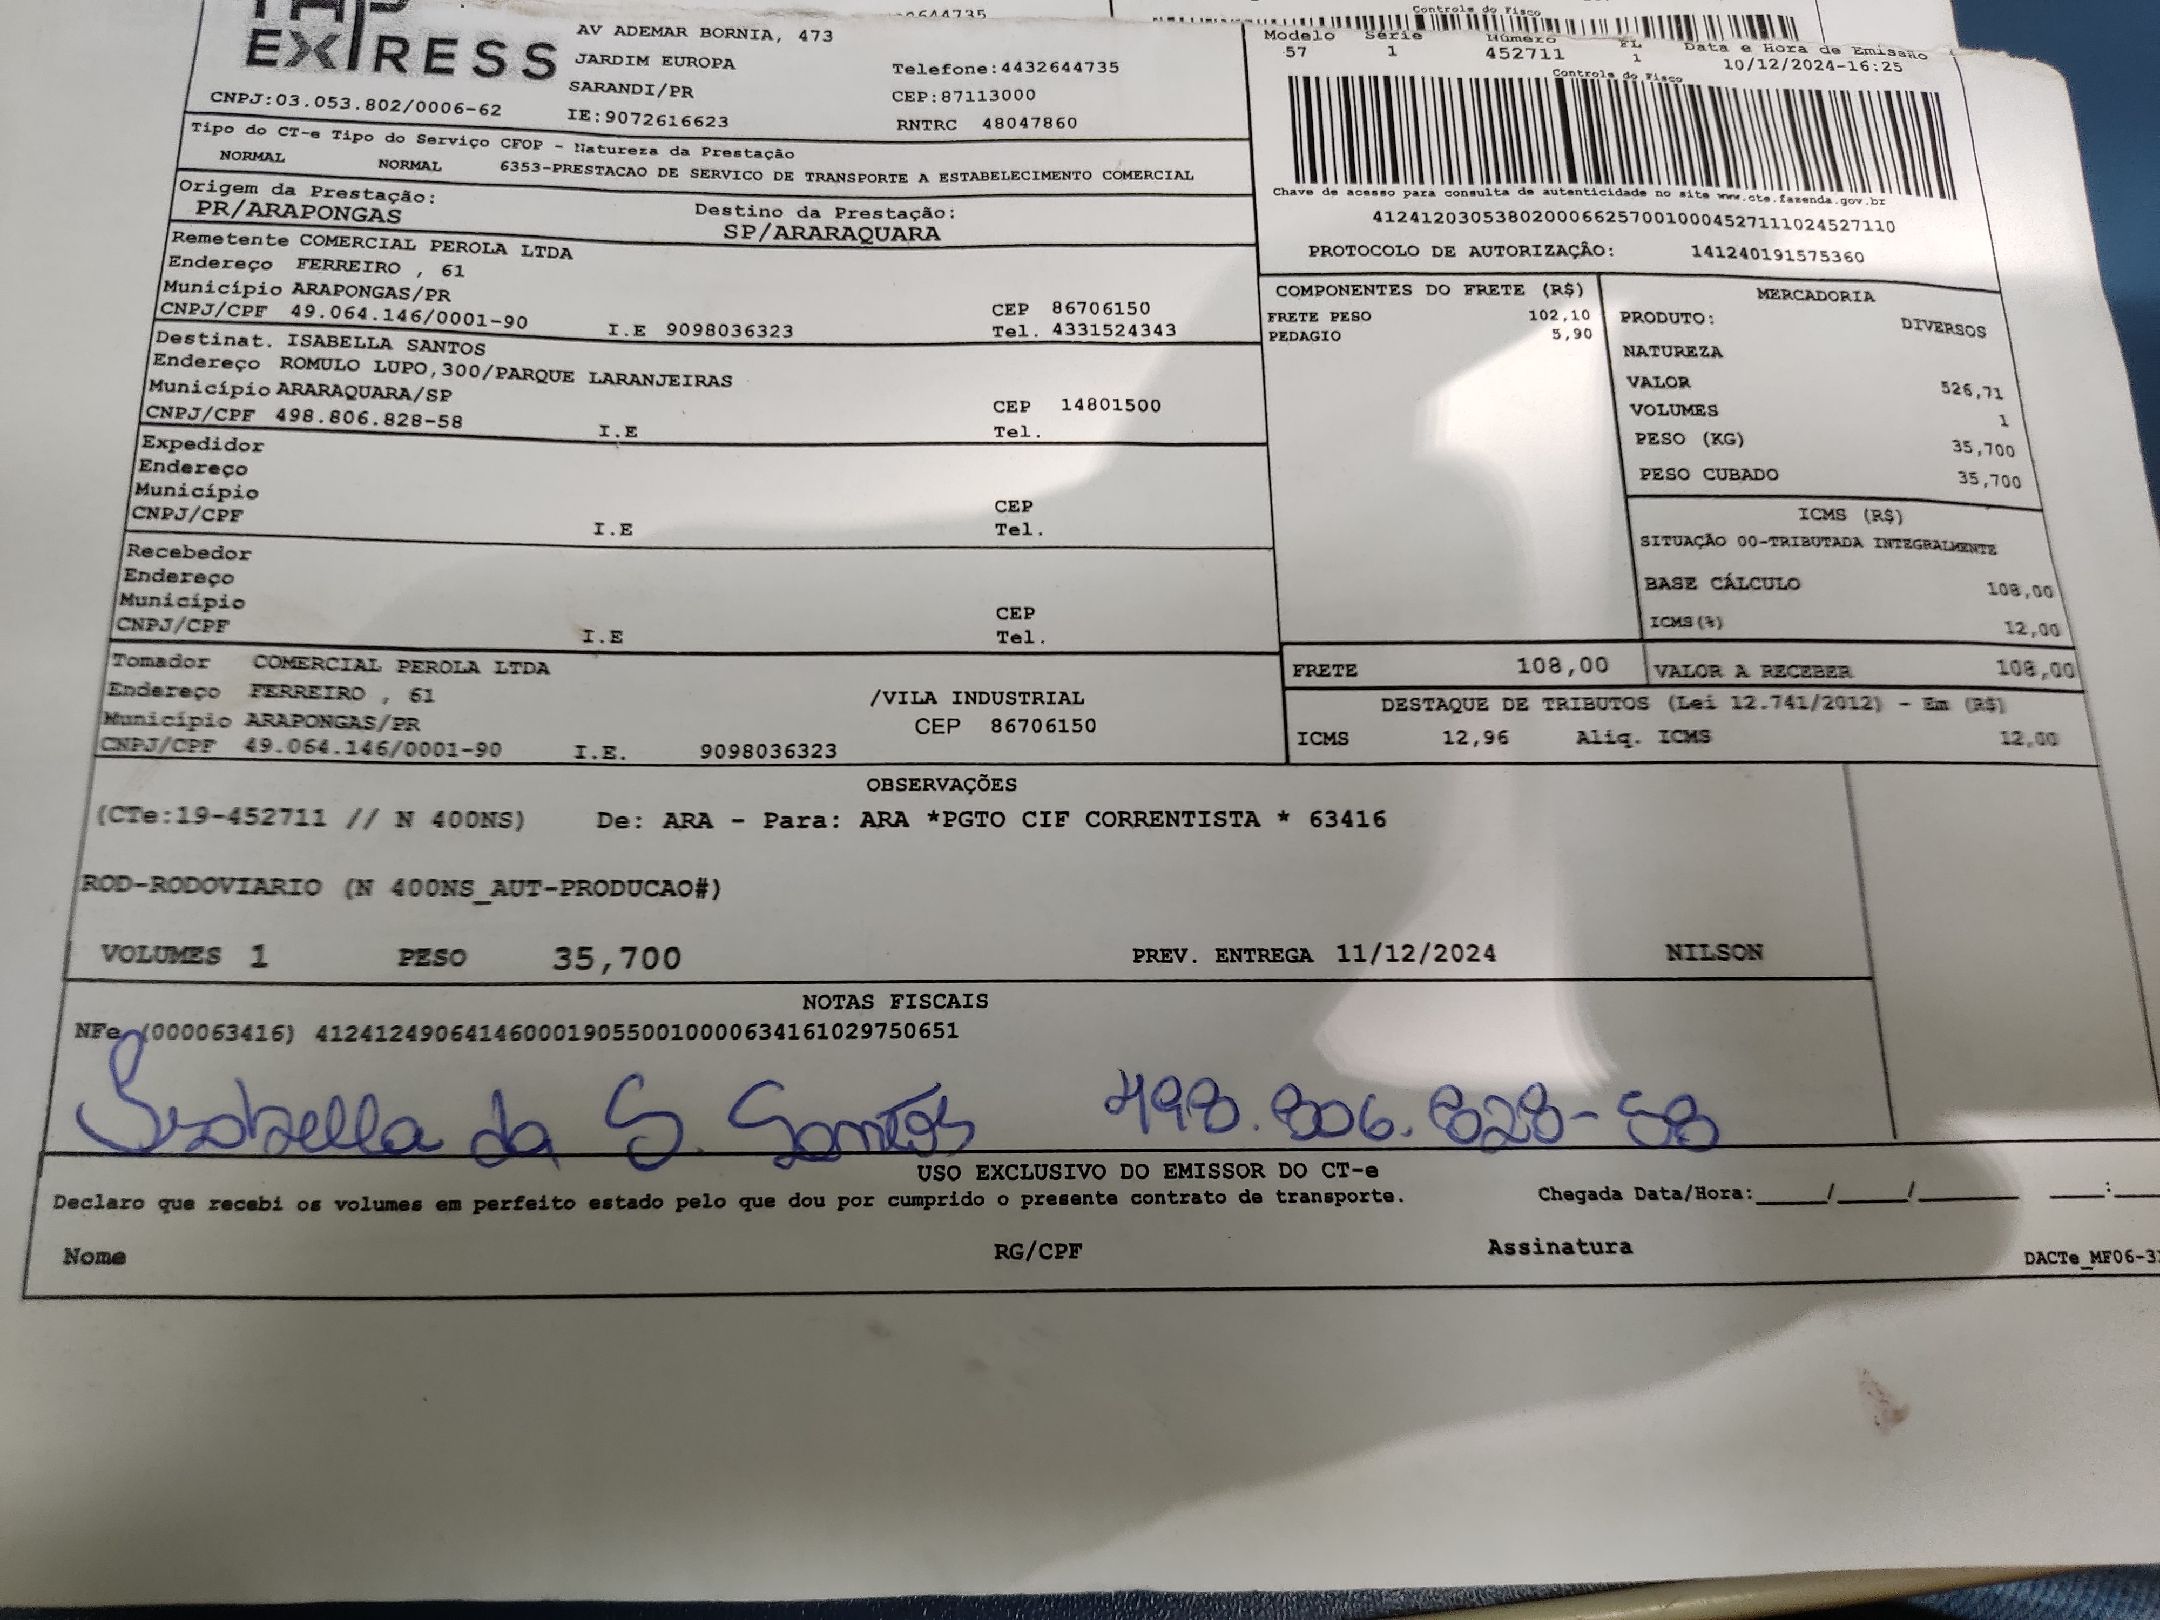 EXPRESS
AV ADEMAR BORNIA, 473
JARDIM EUROPA
SARANDI/PR
IE:9072616623
CNPJ:03.053.802/0006-62
Telefone:4432644735
CEP:87113000
RNTRC 48047860
Controle do Fisco
Modelo Série Número FL Data e Hora de Emissão
57 1 452711 1 10/12/2024-16:25
Controle do Fisco
Chave de acesso para consulta de autenticidade no site www.cte.fazenda.gov.br
41241203053802000662570010004527111024527110
PROTOCOLO DE AUTORIZAÇÃO: 141240191575360
Tipo do CT-e Tipo do Serviço CFOP - Natureza da Prestação
NORMAL NORMAL 6353-PRESTACAO DE SERVICO DE TRANSPORTE A ESTABELECIMENTO COMERCIAL
Origem da Prestação: Destino da Prestação:
PR/ARAPONGAS SP/ARARAQUARA
Remetente COMERCIAL PEROLA LTDA
Endereço FERREIRO , 61
Município ARAPONGAS/PR CEP 86706150
CNPJ/CPF 49.064.146/0001-90 I.E 9098036323 Tel. 4331524343
Destinat. ISABELLA SANTOS
Endereço ROMULO LUPO,300/PARQUE LARANJEIRAS
Município ARARAQUARA/SP CEP 14801500
CNPJ/CPF 498.806.828-58 I.E Tel.
Expedidor
Endereço
Município CEP
CNPJ/CPF I.E Tel.
Recebedor
Endereço
Município CEP
CNPJ/CPF I.E Tel.
Tomador COMERCIAL PEROLA LTDA
Endereço FERREIRO , 61 /VILA INDUSTRIAL
Município ARAPONGAS/PR CEP 86706150
CNPJ/CPF 49.064.146/0001-90 I.E. 9098036323
COMPONENTES DO FRETE (R$)
FRETE PESO 102,10
PEDAGIO 5,90
MERCADORIA
PRODUTO: DIVERSOS
NATUREZA
VALOR 526,71
VOLUMES 1
PESO (KG) 35,700
PESO CUBADO 35,700
ICMS (R$)
SITUAÇÃO 00-TRIBUTADA INTEGRALMENTE
BASE CÁLCULO 108,00
ICMS(%) 12,00
FRETE 108,00 VALOR A RECEBER 108,00
DESTAQUE DE TRIBUTOS (Lei 12.741/2012) - Em (R$)
ICMS 12,96 Aliq. ICMS 12,00
OBSERVAÇÕES
(CTe:19-452711 // N 400NS) De: ARA - Para: ARA *PGTO CIF CORRENTISTA * 63416
ROD-RODOVIARIO (N 400NS_AUT-PRODUCAO#)
VOLUMES 1 PESO 35,700 PREV. ENTREGA 11/12/2024 NILSON
NOTAS FISCAIS
NFe (000063416) 41241249064146000190550010000634161029750651
Isabella da S. Santos 498.806.828-58
USO EXCLUSIVO DO EMISSOR DO CT-e
Declaro que recebi os volumes em perfeito estado pelo que dou por cumprido o presente contrato de transporte. Chegada Data/Hora:____/____/______ ___:___
Nome RG/CPF Assinatura DACTe_MF06-3